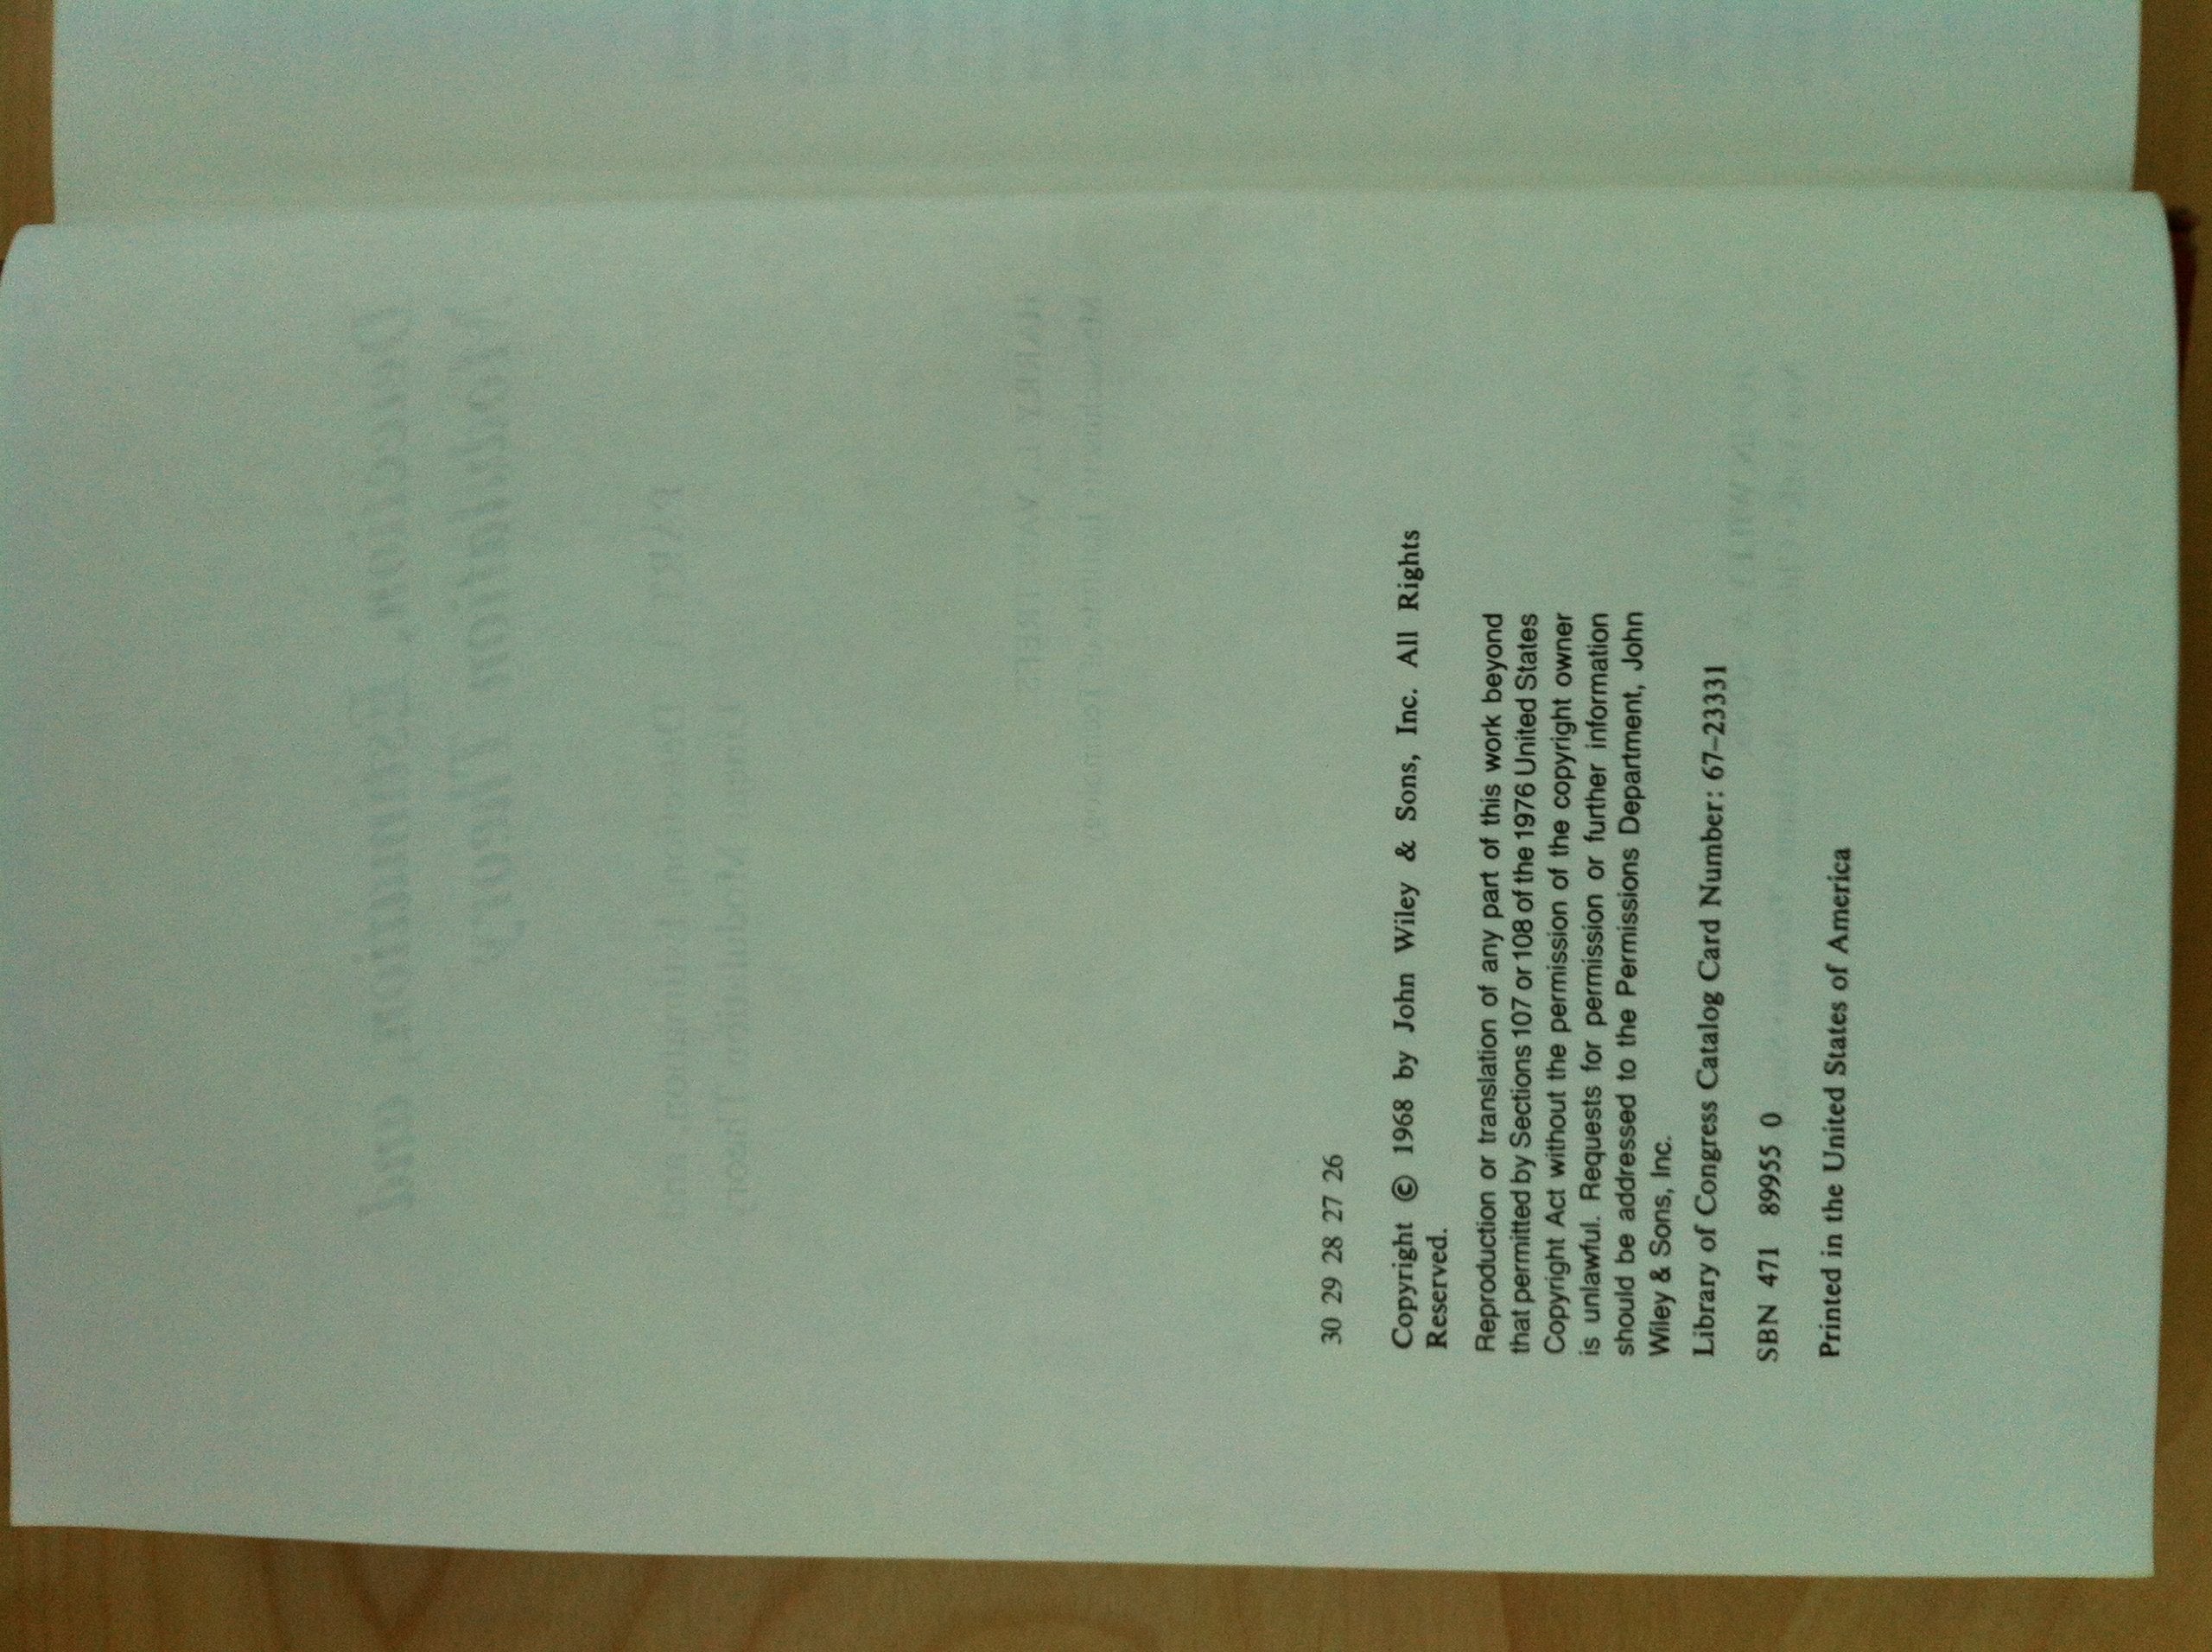 30 29 28 27 26
Copyright © 1968 by John Wiley & Sons, Inc. All Rights
Reserved.
Reproduction or translation of any part of this work beyond
that permitted by Sections 107 or 108 of the 1976 United States
Copyright Act without the permission of the copyright owner
is unlawful. Requests for permission or further information
should be addressed to the Permissions Department, John
Wiley & Sons, Inc.
Library of Congress Catalog Card Number: 67-23331
SBN 471 89955 0
Printed in the United States of America